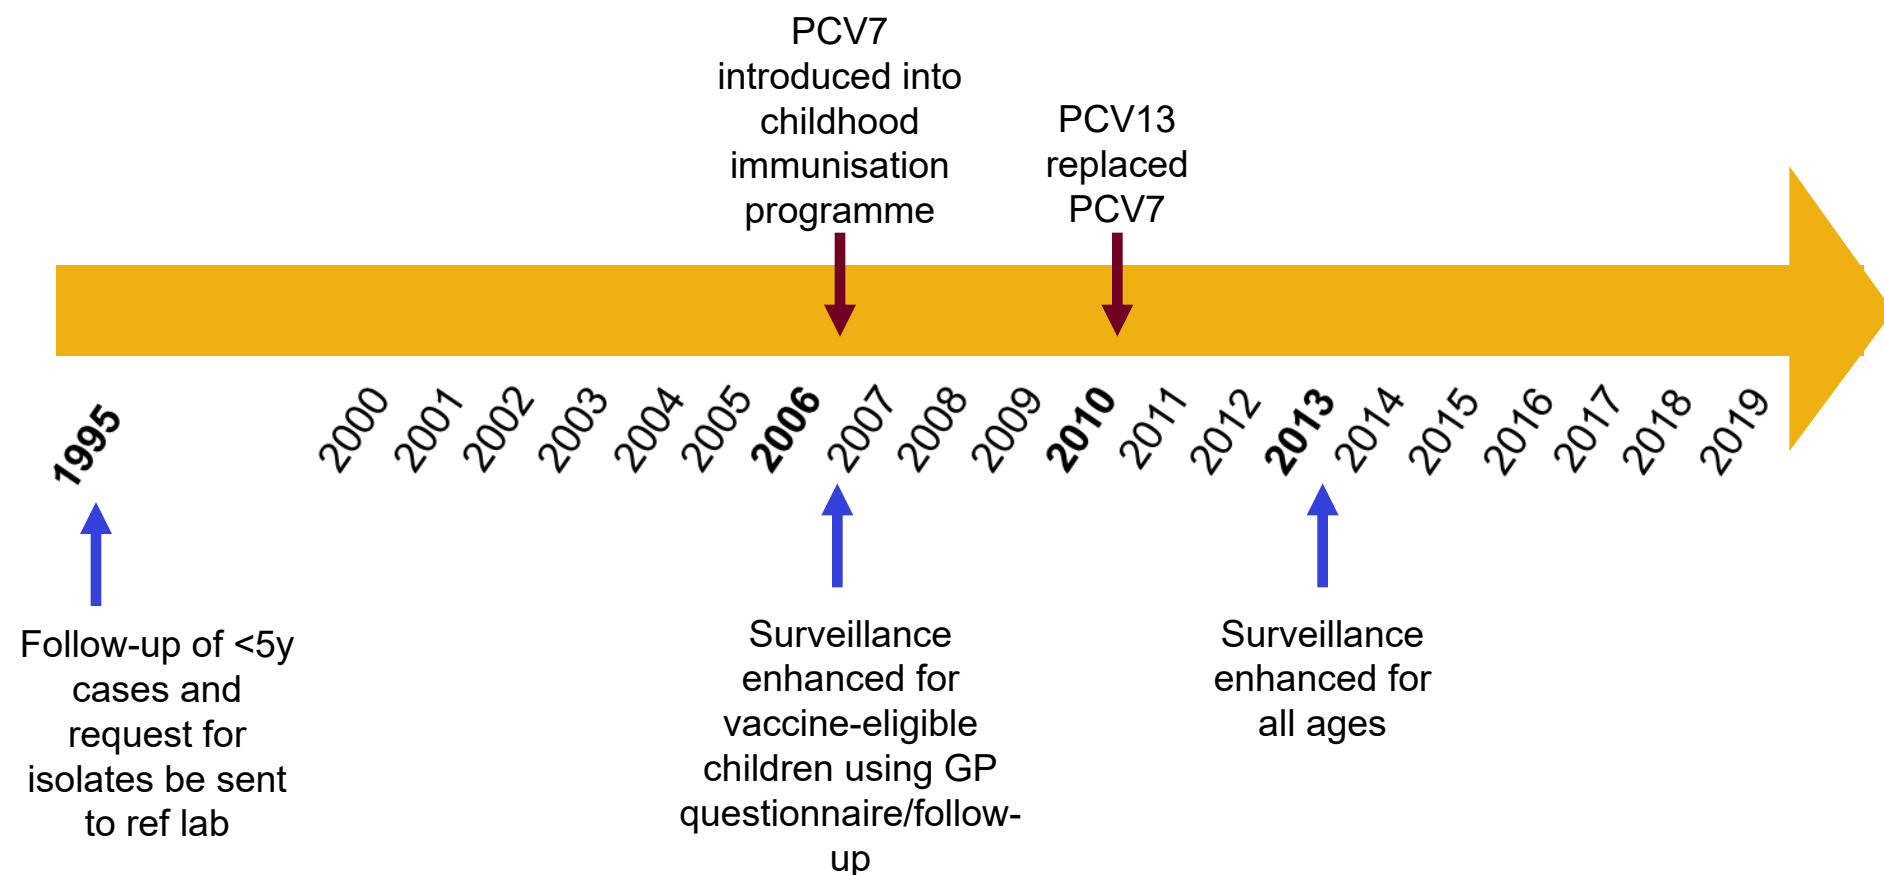 PCV7
introduced into
childhood
immunisation
programme
PCV13
replaced
PCV7
1995
2000
2001
2002
2003
2004
2005
2006
2007
2008
2009
2010
2011
2012
2013
2014
2015
2016
2017
2018
2019
Follow-up of <5y
cases and
request for
isolates be sent
to ref lab
Surveillance
enhanced for
vaccine-eligible
children using GP
questionnaire/follow-
up
Surveillance
enhanced for
all ages